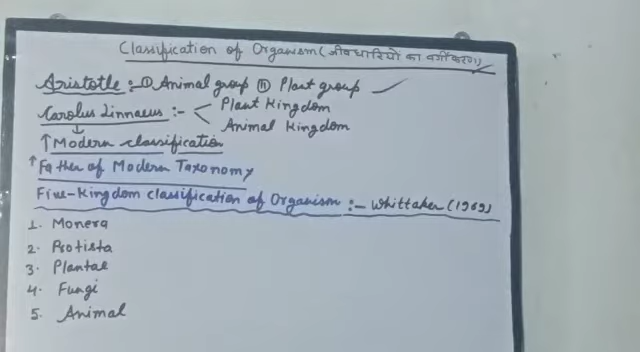 Classification of Organism (जीवधारियों का वर्गीकरण)
Aristotle :- (i) Animal group (ii) Plant group
Carolus Linnaeus :- < Plant Kingdom
Animal Kingdom
↑ Modern classification
↑ Father of Modern Taxonomy
Five-Kingdom classification of Organism :- Whittaker (1969)
1. Monera
2. Protista
3. Plantae
4. Fungi
5. Animal